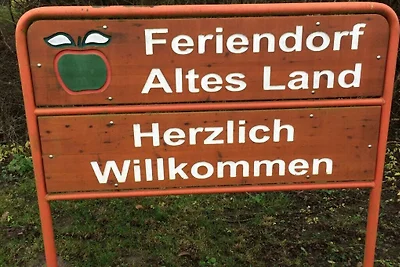 Feriendorf
Altes Land
Herzlich
Willkommen